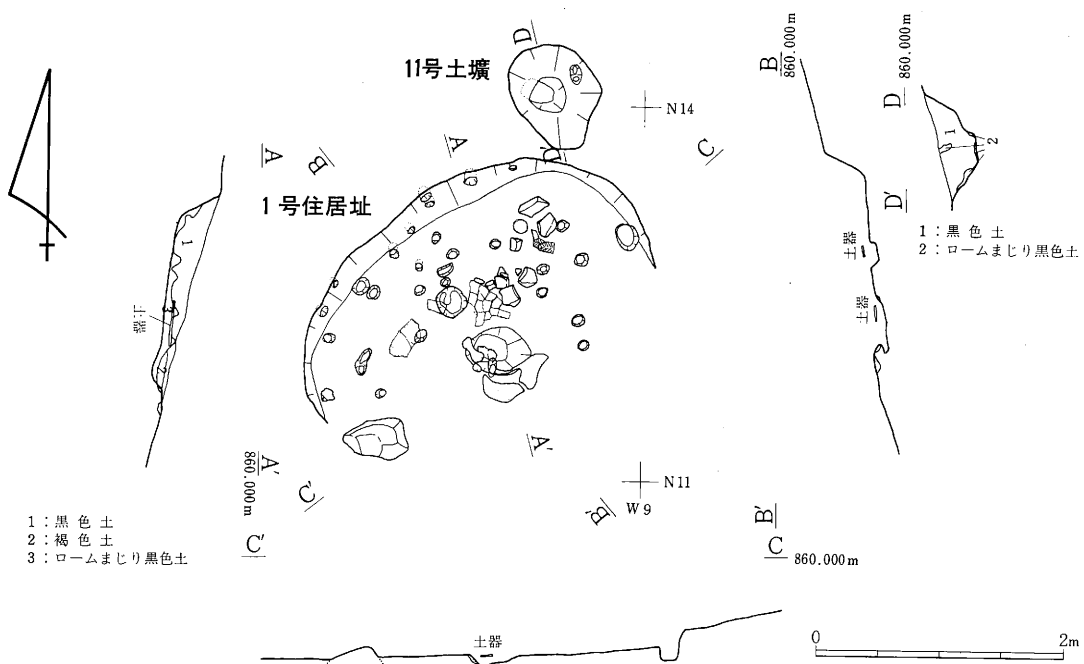 11号土壙
1号住居址
D
D'
A
B
C
N14
A
A'
C'
B'
N11
W9
A
1
土器
860.000m
A'
1:黒色土
2:褐色土
3:ロームまじり黒色土
B
860.000m
土器
土器
B'
D
860.000m
1
2
D'
1:黒色土
2:ロームまじり黒色土
C'
C
860.000m
土器
0
2m